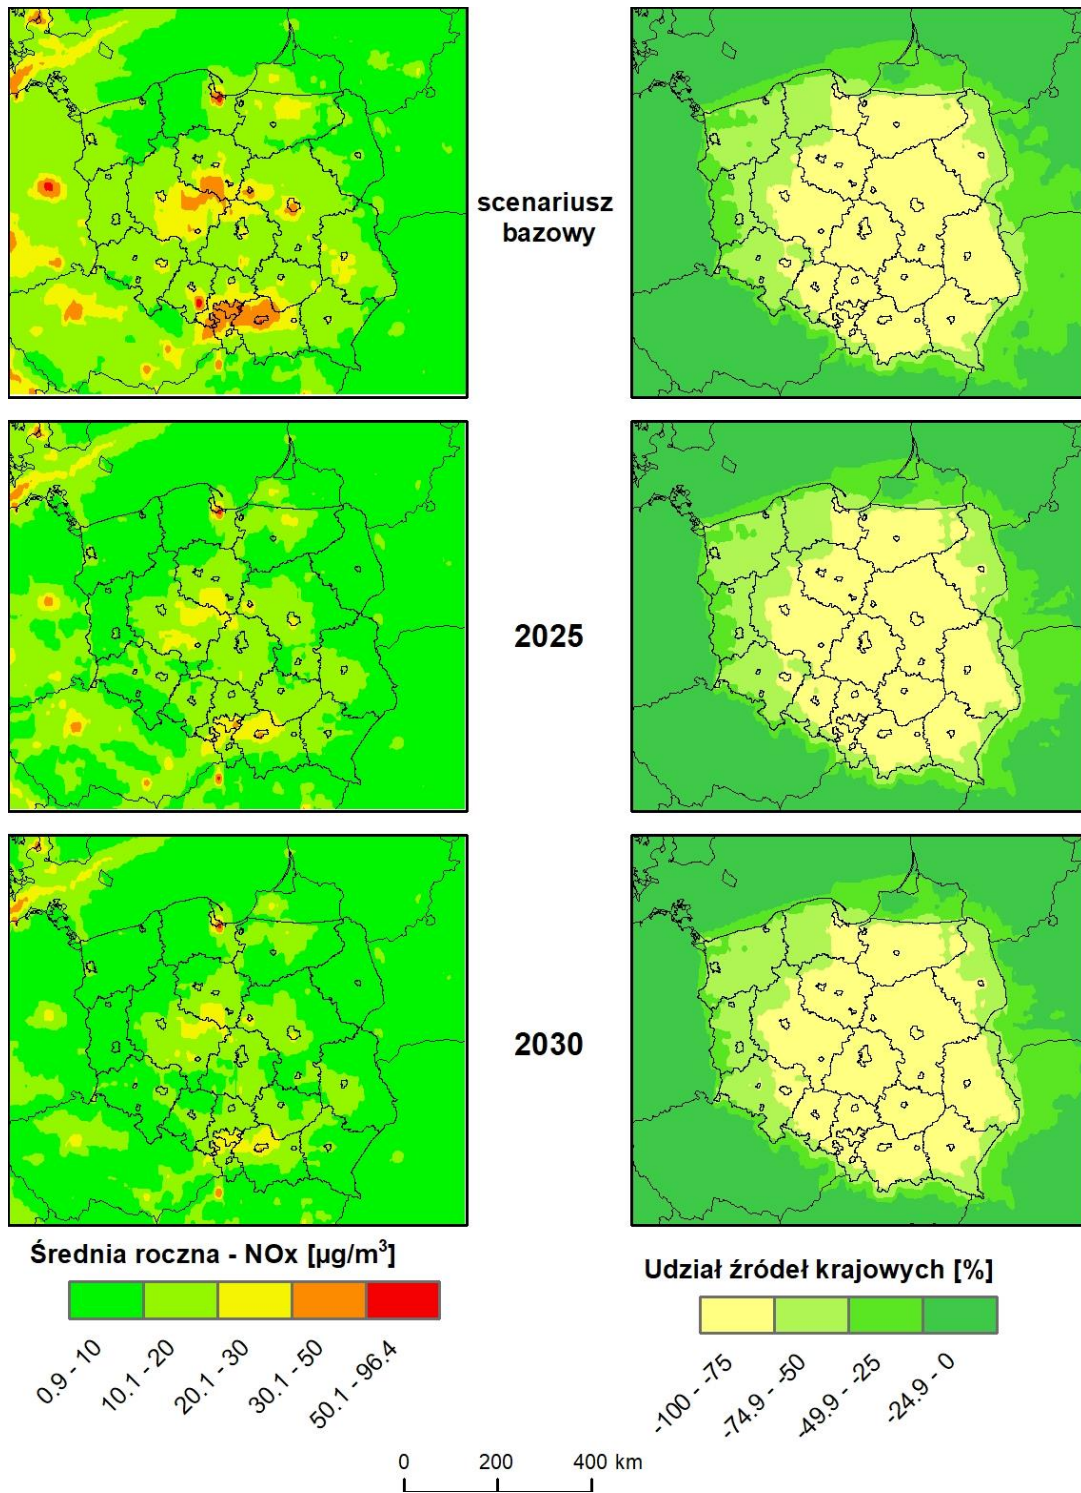 scenariusz
bazowy
2025
2030
Średnia roczna - NOx [µg/m³]
0.9 - 10
10.1 - 20
20.1 - 30
30.1 - 50
50.1 - 96.4
Udział źródeł krajowych [%]
-100 - -75
-74.9 - -50
-49.9 - -25
-24.9 - 0
0 200 400 km